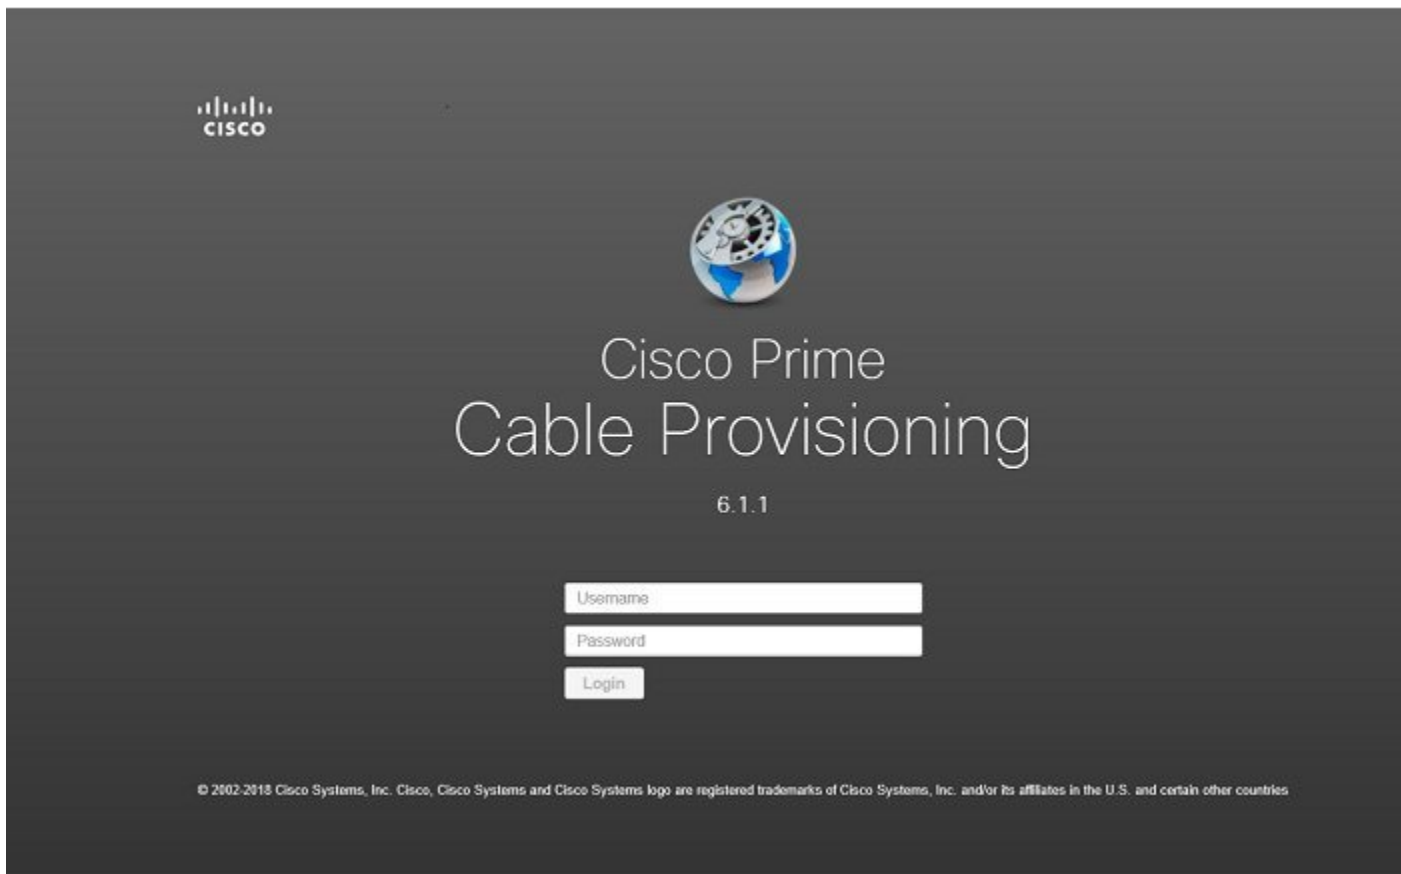 CISCO
Cisco Prime
Cable Provisioning
6.1.1
Username
Password
Login
© 2002-2018 Cisco Systems, Inc. Cisco, Cisco Systems and Cisco Systems logo are registered trademarks of Cisco Systems, Inc. and/or its affiliates in the U.S. and certain other countries